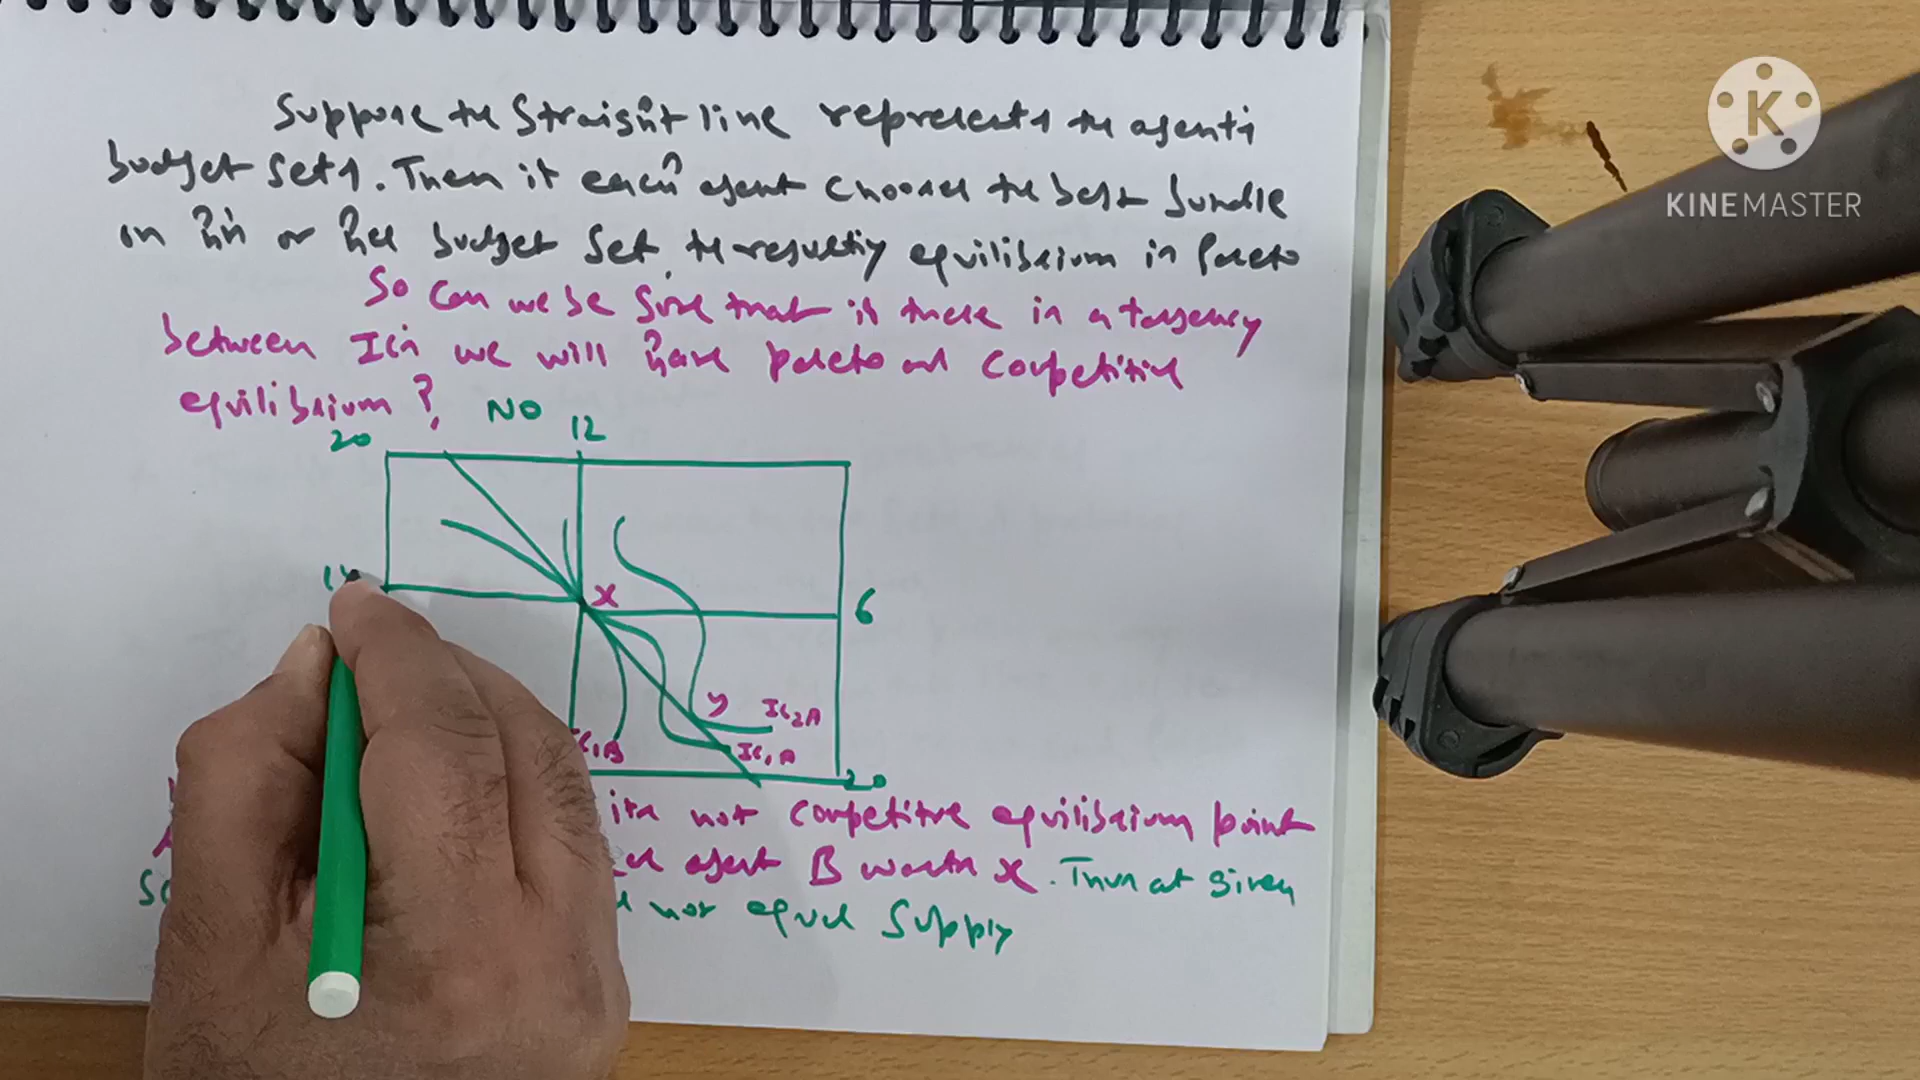 Suppose the straight line represents the agents
budget sets. Then if each agent chooses the best bundle
on his or her budget set, the resulting equilibrium is pareto
So can we be sure that if there is a tangency
between ICs we will have pareto and competitive
equilibrium? NO
20
12
x
6
y
IC2A
IC1B
IC1A
20
its not competitive equilibrium point
agent B wants x. Thus at given
not equal supply
K
KINEMASTER